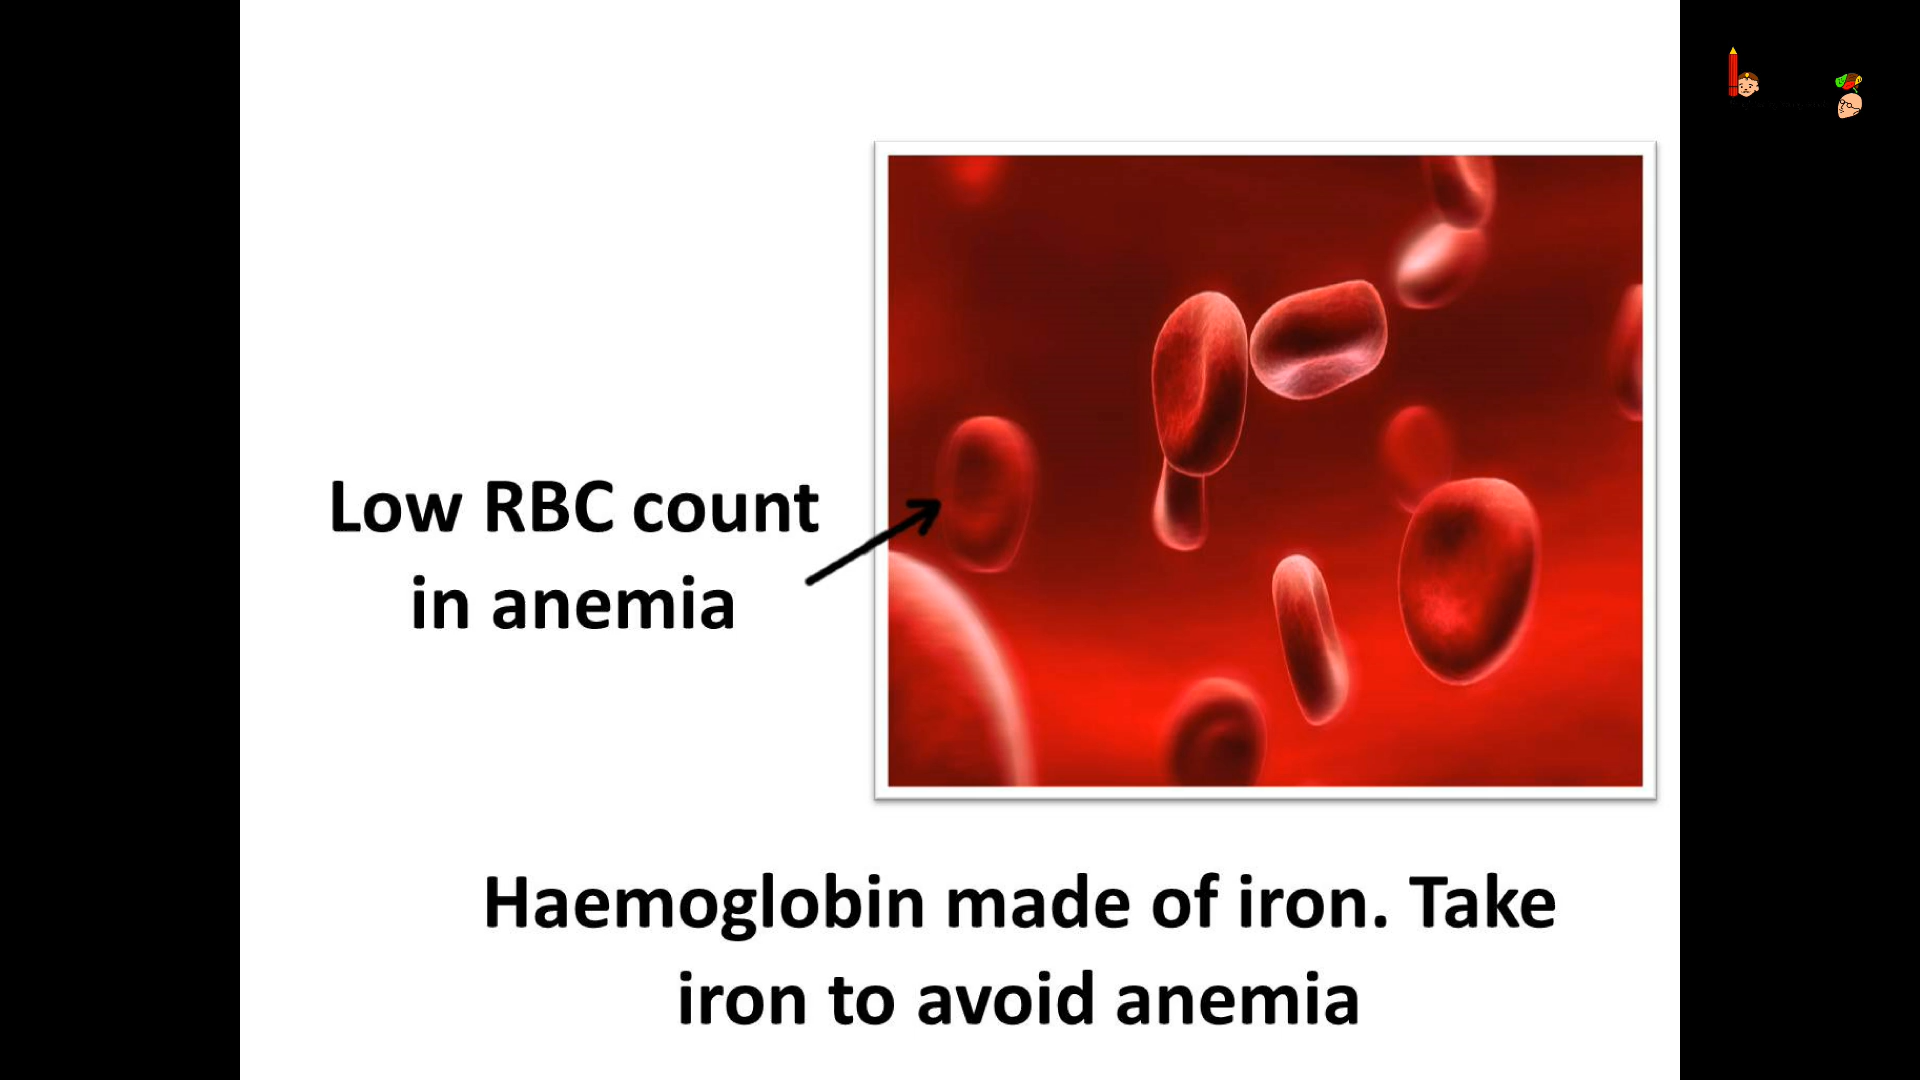 Low RBC count
in anemia
Haemoglobin made of iron. Take
iron to avoid anemia